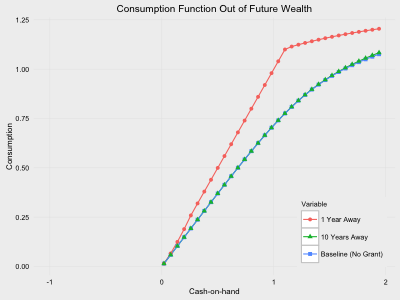 Consumption Function Out of Future Wealth
1.25
1.00
0.75
0.50
0.25
0.00
Consumption
-1
0
1
2
Cash-on-hand
Variable
1 Year Away
10 Years Away
Baseline (No Grant)